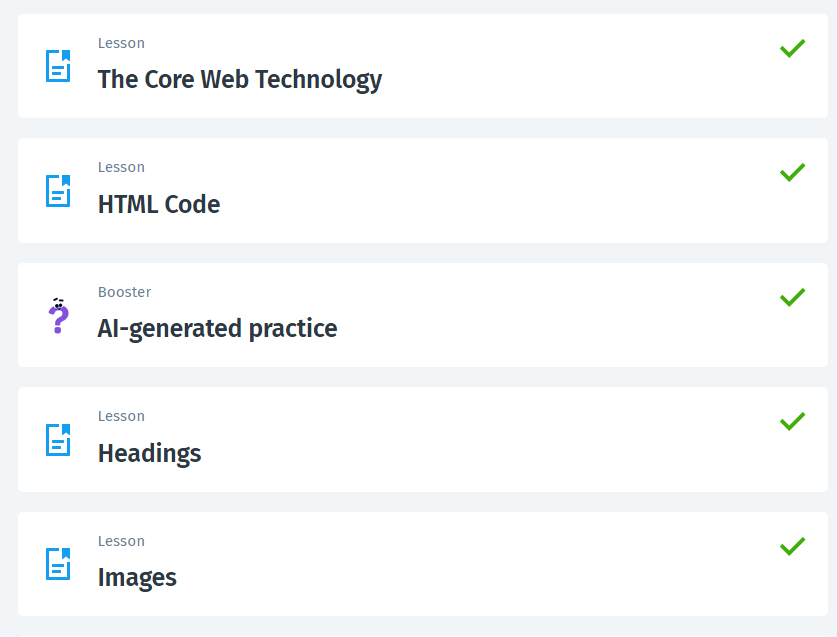 Lesson
The Core Web Technology
Lesson
HTML Code
Booster
AI-generated practice
Lesson
Headings
Lesson
Images